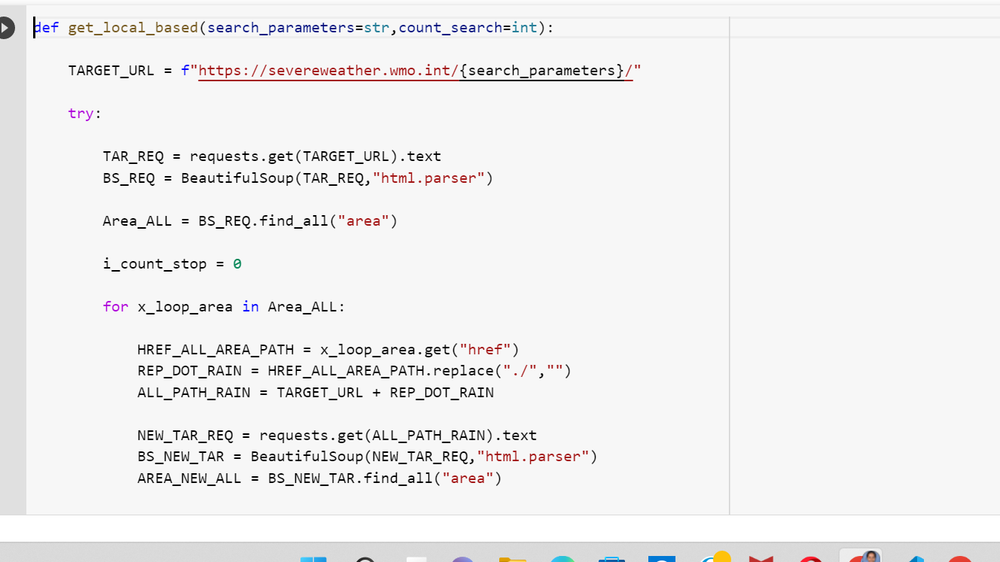 def get_local_based(search_parameters=str,count_search=int):
TARGET_URL = f"https://severeweather.wmo.int/{search_parameters}/"
try:
TAR_REQ = requests.get(TARGET_URL).text
BS_REQ = BeautifulSoup(TAR_REQ,"html.parser")
Area_ALL = BS_REQ.find_all("area")
i_count_stop = 0
for x_loop_area in Area_ALL:
HREF_ALL_AREA_PATH = x_loop_area.get("href")
REP_DOT_RAIN = HREF_ALL_AREA_PATH.replace("./","")
ALL_PATH_RAIN = TARGET_URL + REP_DOT_RAIN
NEW_TAR_REQ = requests.get(ALL_PATH_RAIN).text
BS_NEW_TAR = BeautifulSoup(NEW_TAR_REQ,"html.parser")
AREA_NEW_ALL = BS_NEW_TAR.find_all("area")